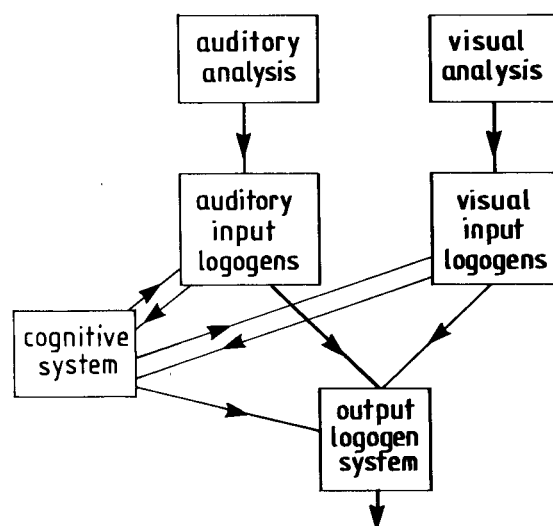 auditory
analysis
visual
analysis
auditory
input
logogens
visual
input
logogens
cognitive
system
output
logogen
system